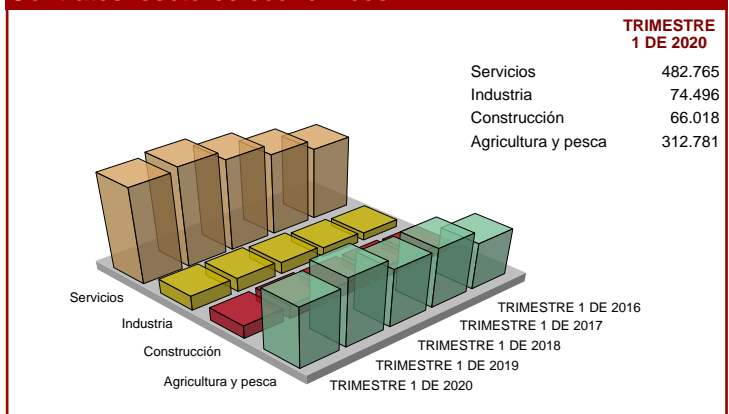 TRIMESTRE
1 DE 2020
Servicios 482.765
Industria 74.496
Construcción 66.018
Agricultura y pesca 312.781
Servicios
Industria
Construcción
Agricultura y pesca
TRIMESTRE 1 DE 2016
TRIMESTRE 1 DE 2017
TRIMESTRE 1 DE 2018
TRIMESTRE 1 DE 2019
TRIMESTRE 1 DE 2020